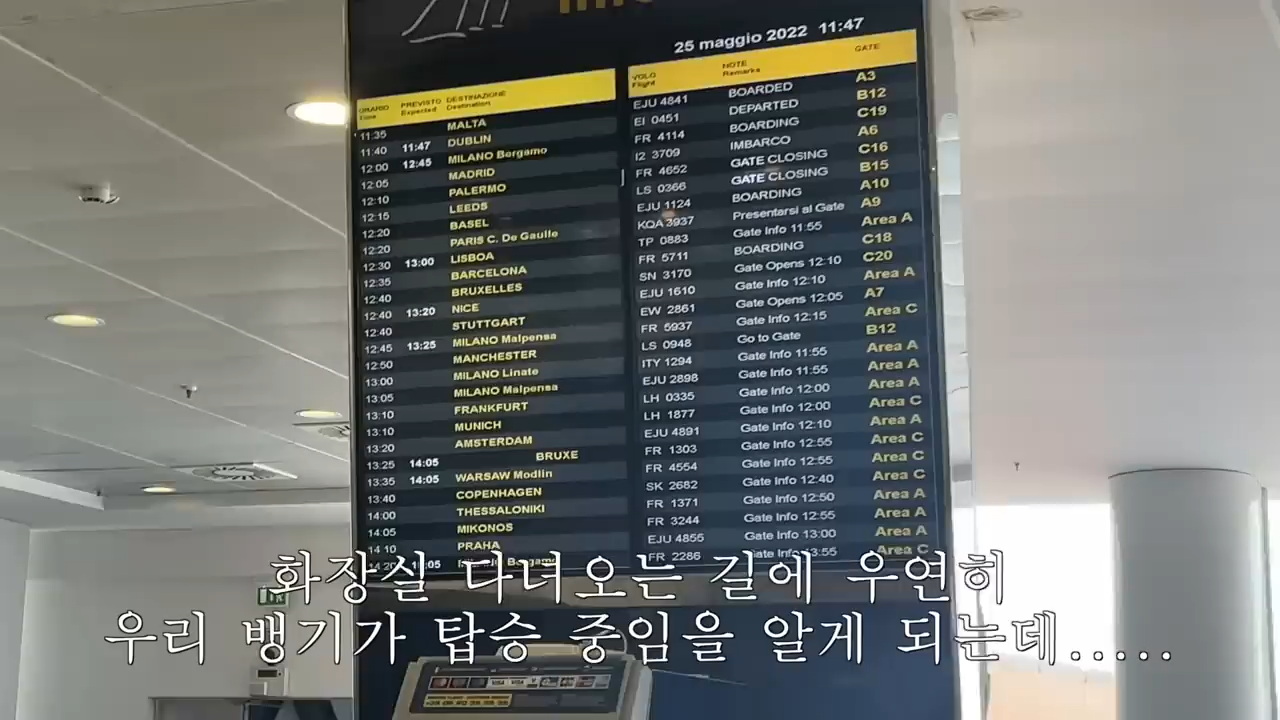 25 maggio 2022 11:47
ORARIO PREVISTO DESTINAZIONE VOLO NOTE GATE
Time Expected Destination Flight Remarks
11:35 MALTA EJU 4841 BOARDED A3
11:40 11:47 DUBLIN EI 0451 DEPARTED B12
12:00 12:45 MILANO Bergamo FR 4114 BOARDING C19
12:05 MADRID I2 3709 IMBARCO A6
12:10 PALERMO FR 4652 GATE CLOSING C16
12:15 LEEDS LS 0366 GATE CLOSING B15
12:20 BASEL EJU 1124 BOARDING A10
12:20 PARIS C. De Gaulle KQA 3937 Presentarsi al Gate A9
12:30 13:00 LISBOA TP 0883 Gate Info 11:55 Area A
12:35 BARCELONA FR 5711 BOARDING C18
12:40 BRUXELLES SN 3170 Gate Opens 12:10 C20
12:40 13:20 NICE EJU 1610 Gate Info 12:10 Area A
12:40 STUTTGART EW 2861 Gate Opens 12:05 A7
12:45 13:25 MILANO Malpensa FR 5937 Gate Info 12:15 Area C
12:50 MANCHESTER LS 0948 Go to Gate B12
13:00 MILANO Linate ITY 1294 Gate Info 11:55 Area A
13:05 MILANO Malpensa EJU 2898 Gate Info 11:55 Area A
13:10 FRANKFURT LH 0335 Gate Info 12:00 Area A
13:10 MUNICH LH 1877 Gate Info 12:00 Area C
13:20 AMSTERDAM EJU 4891 Gate Info 12:10 Area A
13:25 14:05 BRUXE FR 1303 Gate Info 12:55 Area C
13:35 14:05 WARSAW Modlin FR 4554 Gate Info 12:55 Area C
13:40 COPENHAGEN SK 2682 Gate Info 12:40 Area C
14:00 THESSALONIKI FR 1371 Gate Info 12:50 Area A
14:05 MIKONOS FR 3244 Gate Info 12:55 Area A
14:10 PRAHA EJU 4855 Gate Info 13:00 Area A
14:20 Bergamo FR 2286 Gate Info 13:55 Area C
화장실 다녀오는 길에 우연히
우리 뱅기가 탑승 중임을 알게 되는데.....
VISA VISA